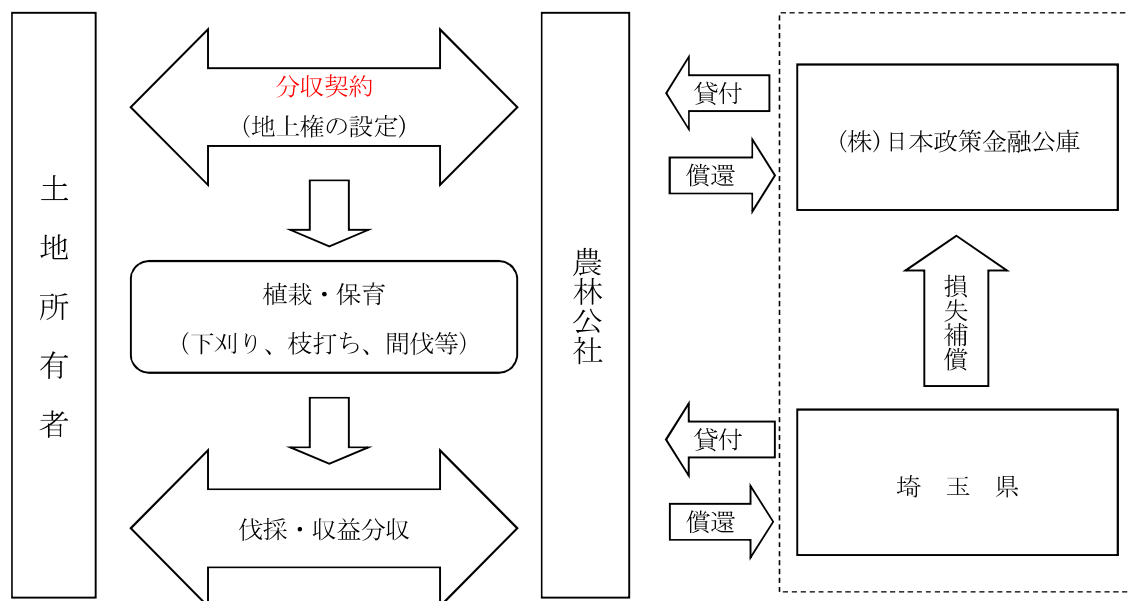 土地所有者
分収契約
(地上権の設定)
植栽・保育
(下刈り、枝打ち、間伐等)
伐採・収益分収
農林公社
貸付
償還
(株)日本政策金融公庫
損失補償
貸付
償還
埼玉県